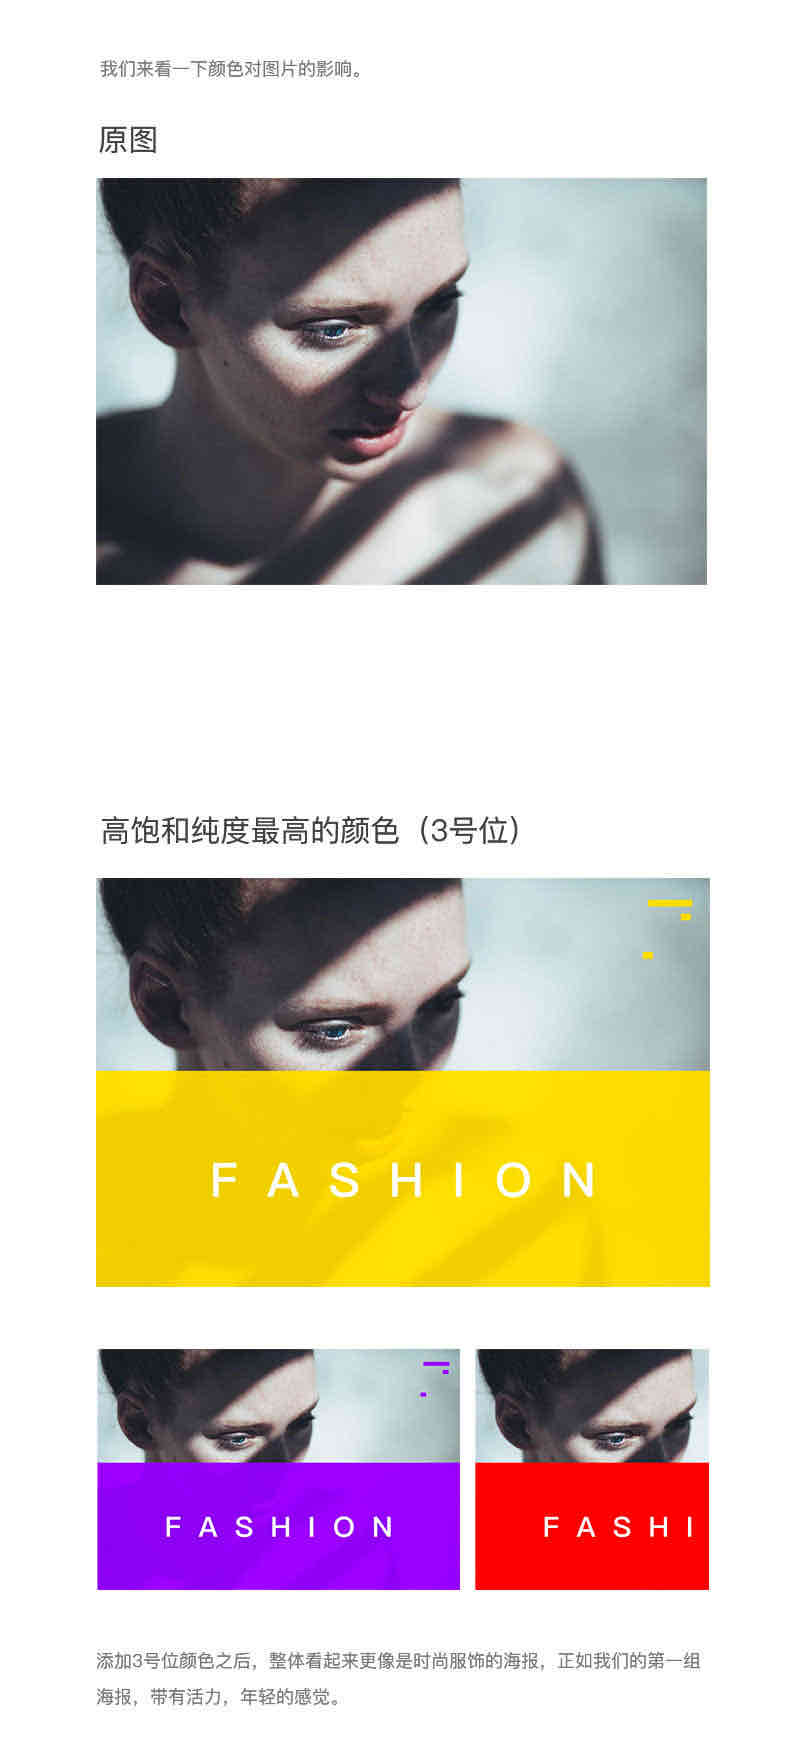 我们来看一下颜色对图片的影响。
原图
高饱和纯度最高的颜色（3号位）
FASHION
FASHION
FASHI
添加3号位颜色之后，整体看起来更像是时尚服饰的海报，正如我们的第一组
海报，带有活力，年轻的感觉。